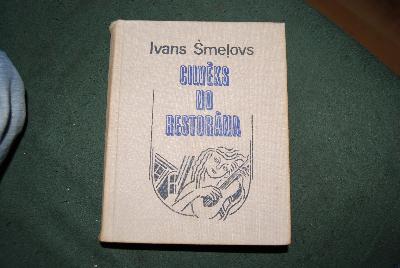 Ivans Šmeļovs
CILVĒKS
NO
RESTORĀNA